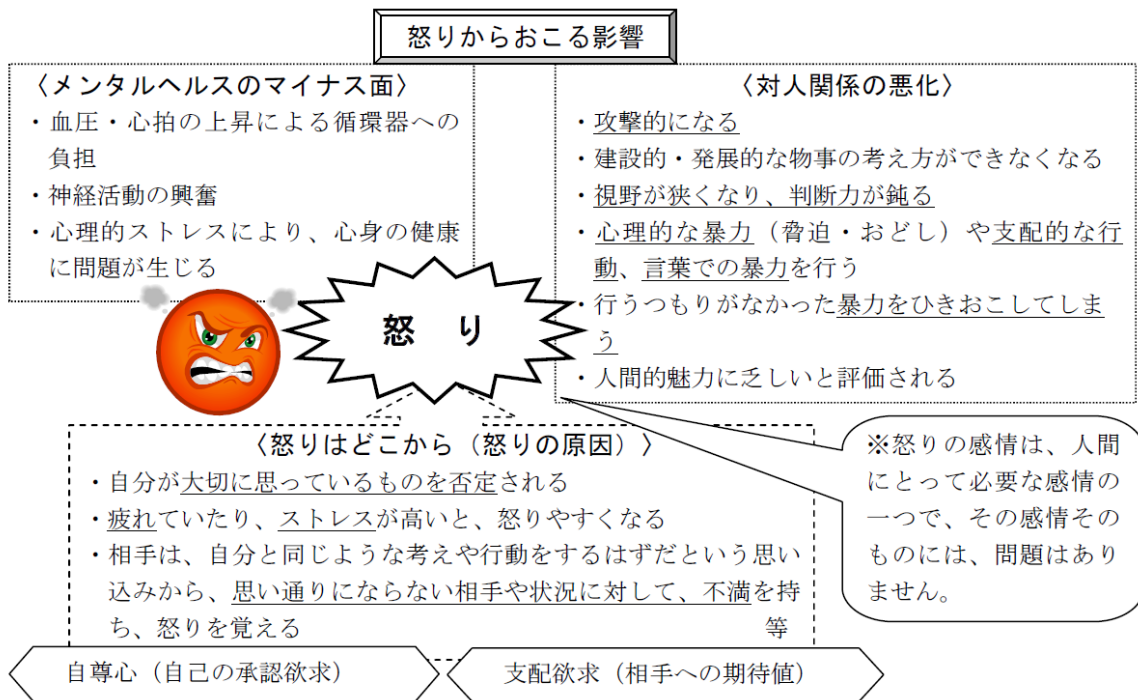 怒りからおこる影響
〈メンタルヘルスのマイナス面〉
・血圧・心拍の上昇による循環器への
負担
・神経活動の興奮
・心理的ストレスにより、心身の健康
に問題が生じる
〈対人関係の悪化〉
・攻撃的になる
・建設的・発展的な物事の考え方ができなくなる
・視野が狭くなり、判断力が鈍る
・心理的な暴力（脅迫・おどし）や支配的な行
動、言葉での暴力を行う
・行うつもりがなかった暴力をひきおこしてしま
う
・人間的魅力に乏しいと評価される
怒 り
〈怒りはどこから（怒りの原因）〉
・自分が大切に思っているものを否定される
・疲れていたり、ストレスが高いと、怒りやすくなる
・相手は、自分と同じような考えや行動をするはずだという思い
込みから、思い通りにならない相手や状況に対して、不満を持
ち、怒りを覚える 等
※怒りの感情は、人間
にとって必要な感情の
一つで、その感情その
ものには、問題はあり
ません。
自尊心（自己の承認欲求）
支配欲求（相手への期待値）